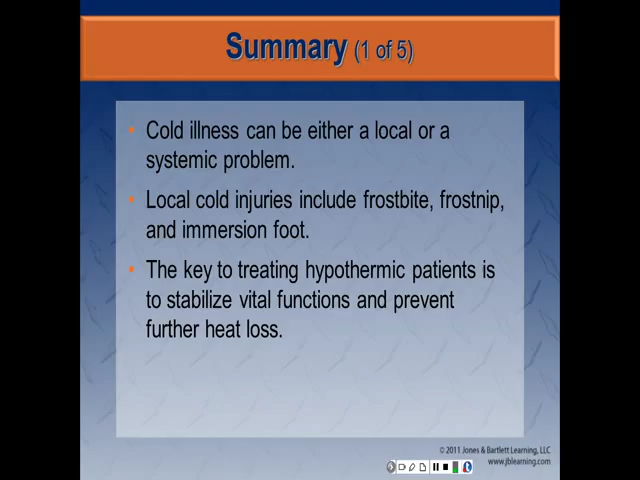 Summary (1 of 5)
• Cold illness can be either a local or a
systemic problem.
• Local cold injuries include frostbite, frostnip,
and immersion foot.
• The key to treating hypothermic patients is
to stabilize vital functions and prevent
further heat loss.
© 2011 Jones & Bartlett Learning, LLC
www.jblearning.com